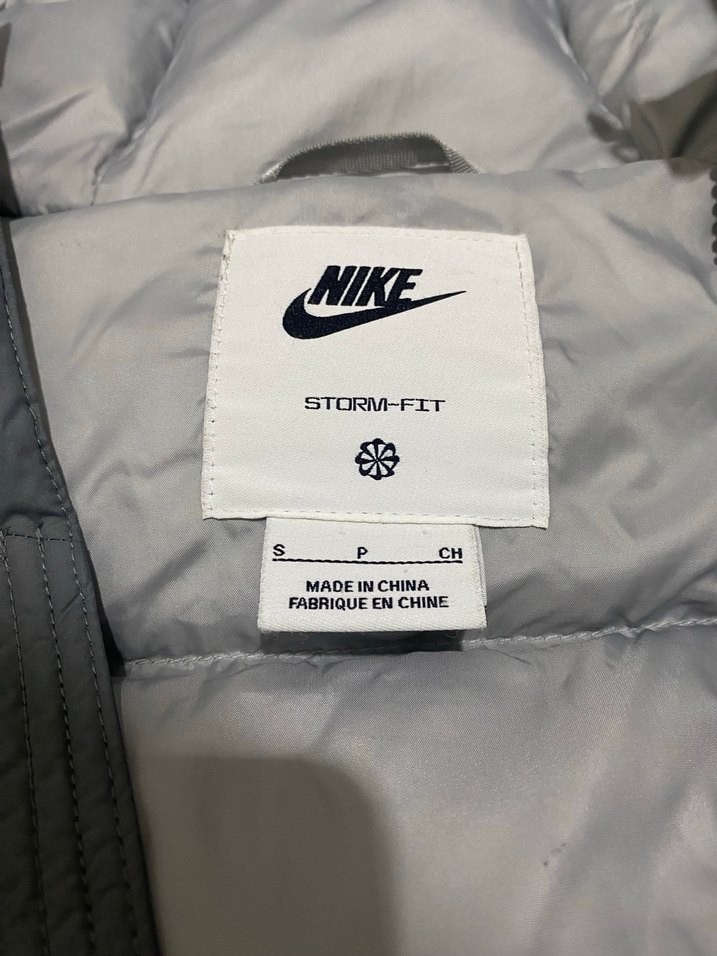 NIKE
STORM-FIT
S P CH
MADE IN CHINA
FABRIQUE EN CHINE